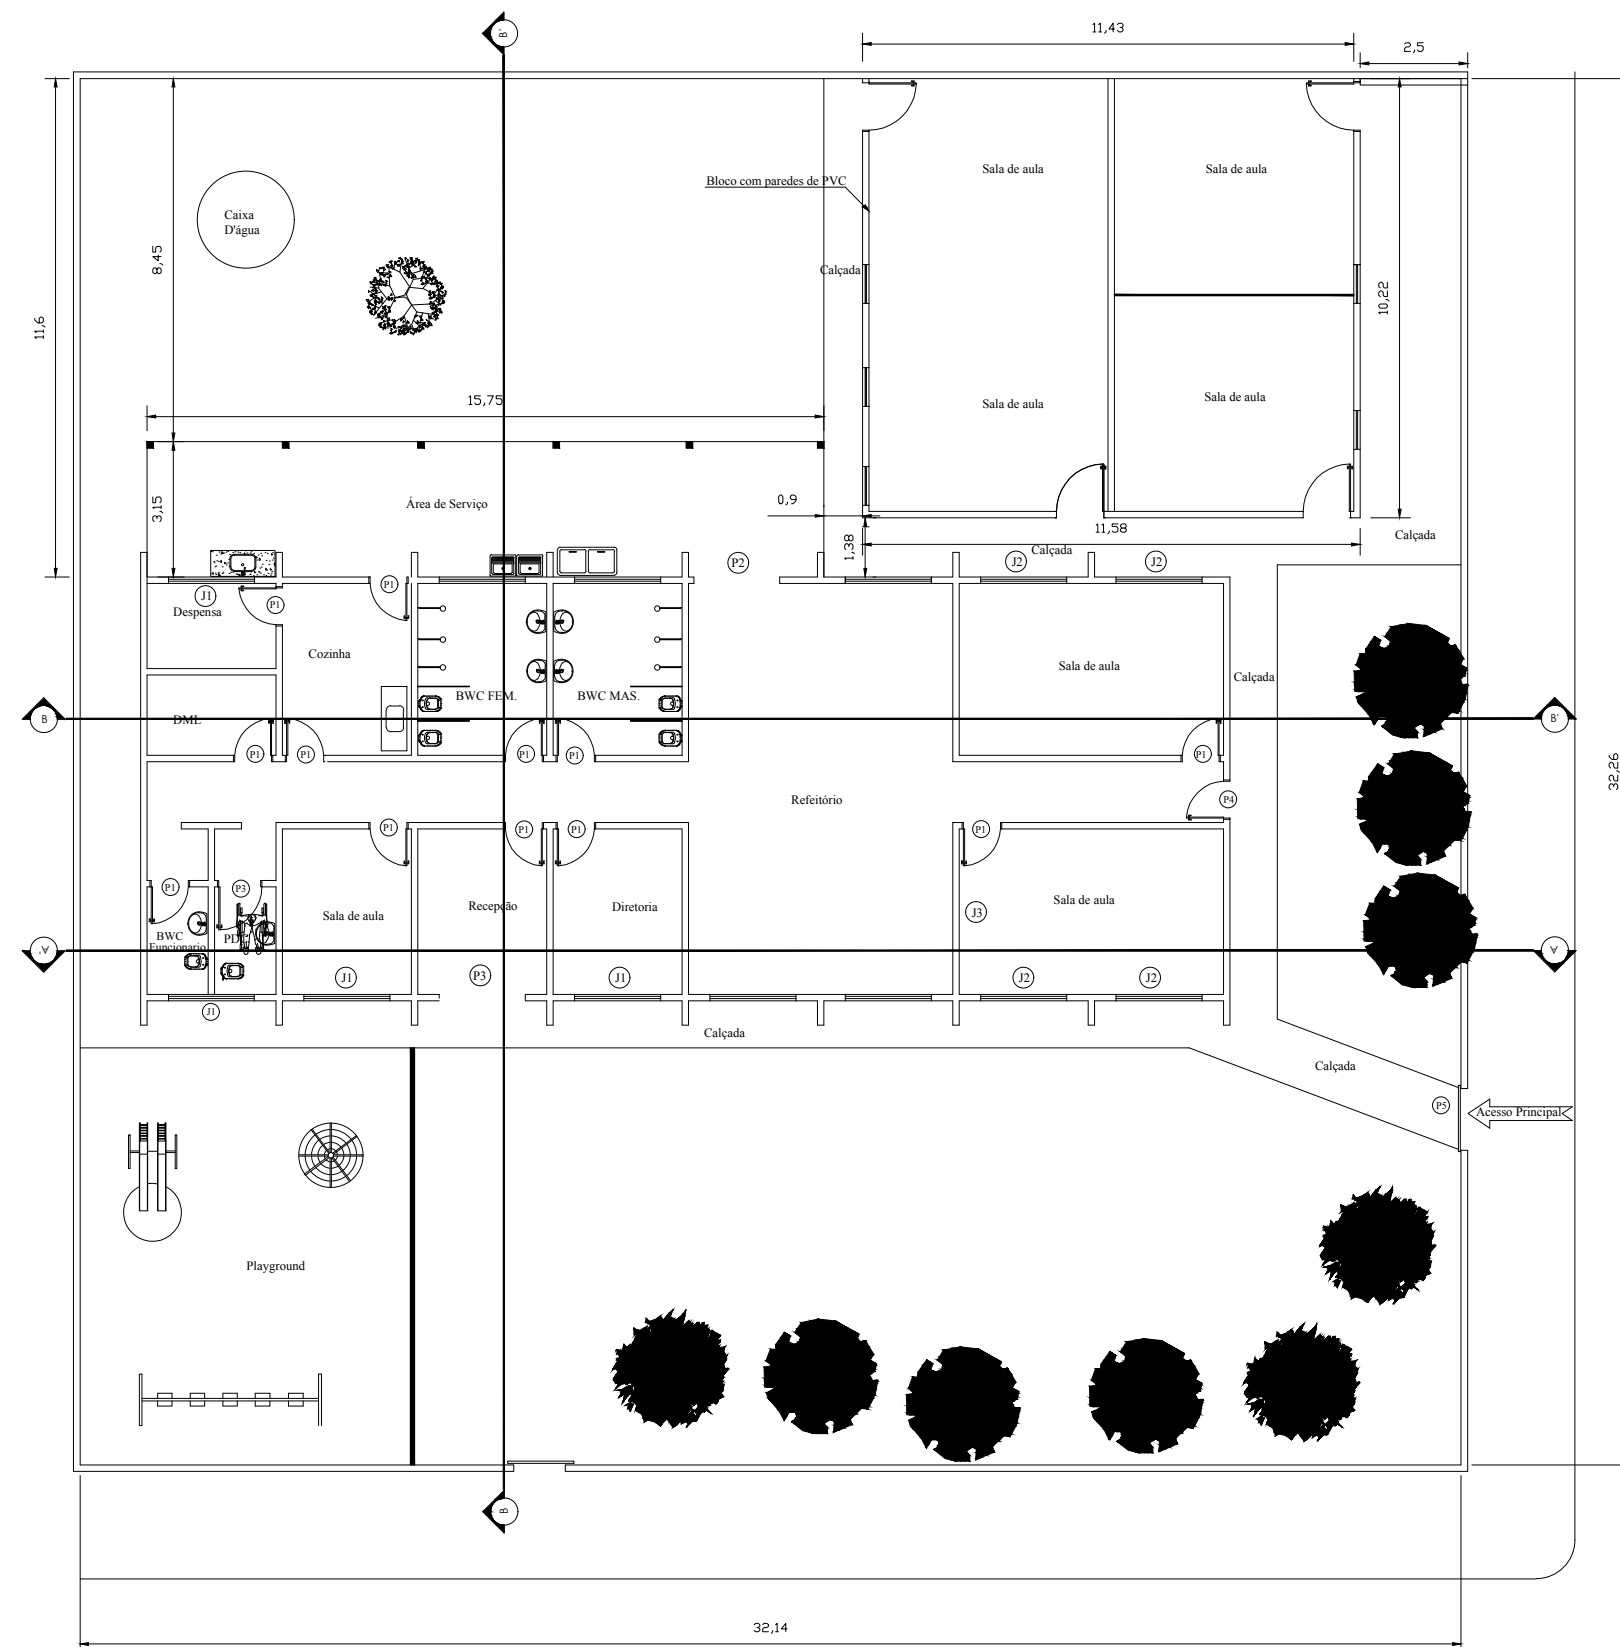 B'
11,43
2,5
Sala de aula
Sala de aula
Bloco com paredes de PVC
Caixa
D'água
8,45
Calçada
10,22
11,6
15,75
Sala de aula
Sala de aula
3,15
Área de Serviço
0,9
11,58
1,38
Calçada
Calçada
P2
J2
J2
J1
P1
P1
Despensa
Cozinha
Sala de aula
Calçada
BWC FEM.
BWC MAS.
B
DML
B'
P1
P1
P1
P1
P1
32,26
Refeitório
P4
P1
P1
P1
P1
P1
P3
Sala de aula
Recepção
Diretoria
J3
Sala de aula
BWC
Funcionario
PD
A'
A
J1
P3
J1
J2
J2
J1
Calçada
Calçada
P5
Acesso Principal
Playground
B
32,14